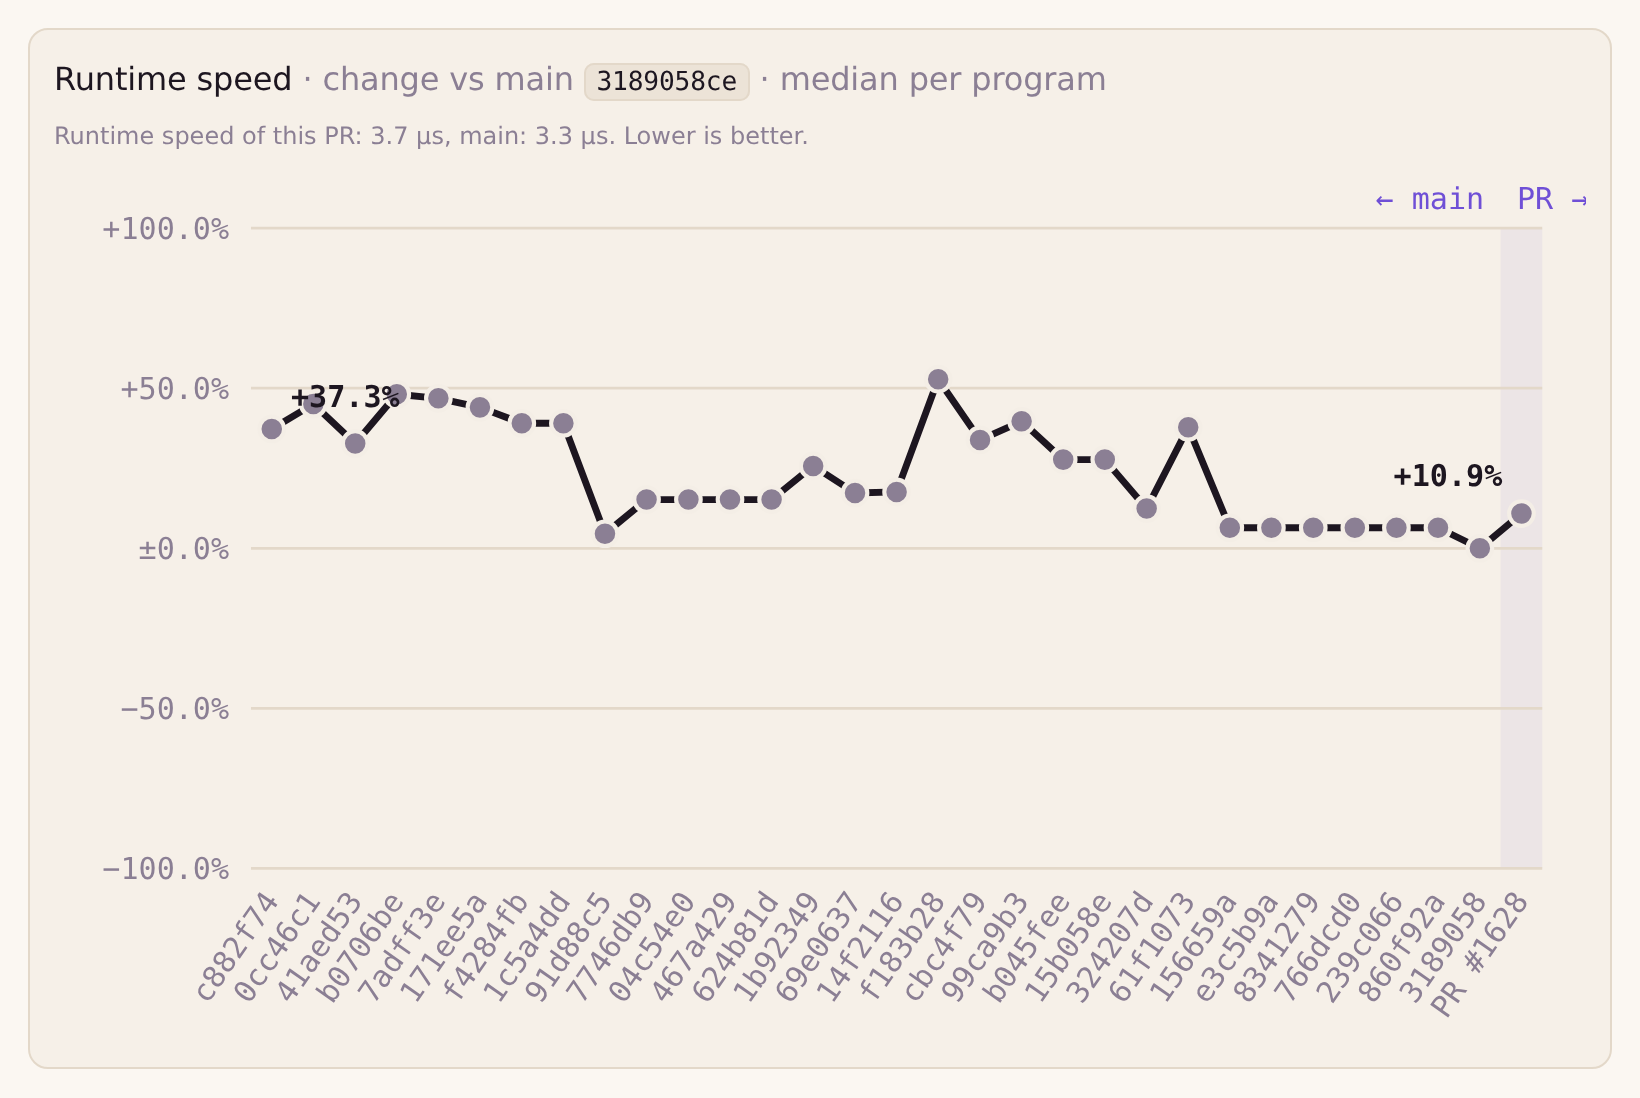 Runtime speed · change vs main 3189058ce · median per program
Runtime speed of this PR: 3.7 µs, main: 3.3 µs. Lower is better.
← main PR →
+100.0%
+50.0%
±0.0%
−50.0%
−100.0%
+37.3%
+10.9%
c882f74
0cc46c1
41aed53
b0706be
7adff3e
171ee5a
f4284fb
1c5a4dd
91d88c5
7746db9
04c54e0
467a429
624b81d
1b92349
69e0637
14f2116
f183b28
cbc4f79
99ca9b3
b045fee
15b058e
324207d
61f1073
156659a
e3c5b9a
8341279
766dcd0
239c066
860f92a
3189058
PR #1628